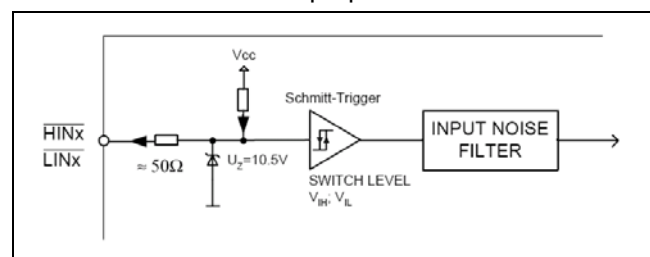 Vcc
Schmitt-Trigger
HINx
LINx
≈ 50Ω
U_Z=10.5V
INPUT NOISE
FILTER
SWITCH LEVEL
V_IH; V_IL